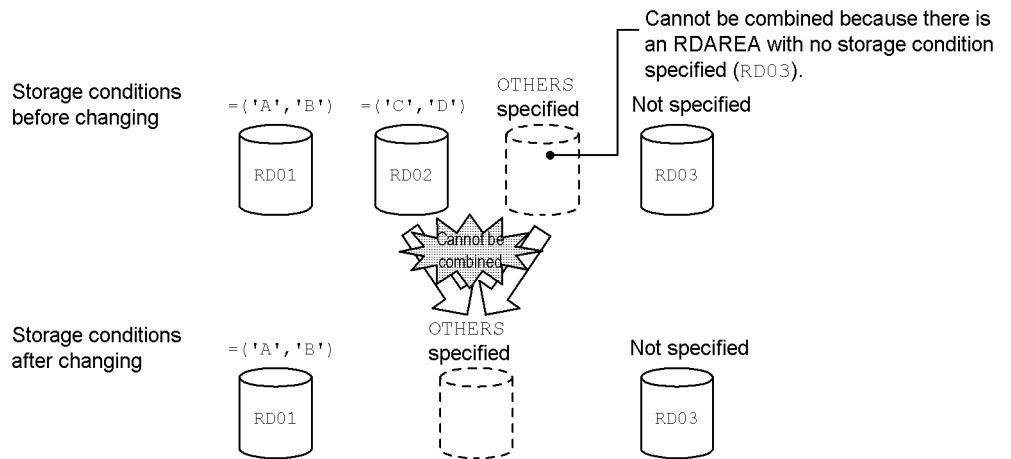 Cannot be combined because there is
an RDAREA with no storage condition
specified (RD03).
Storage conditions
before changing
=('A','B')
=('C','D')
OTHERS
specified
Not specified
RD01
RD02
RD03
Cannot be
combined
Storage conditions
after changing
=('A','B')
OTHERS
specified
Not specified
RD01
RD03